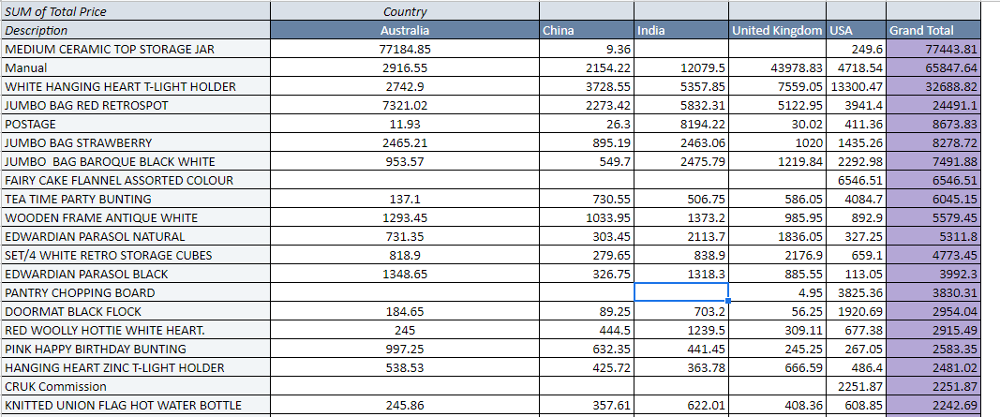 SUM of Total Price Country
Description Australia China India United Kingdom USA Grand Total
MEDIUM CERAMIC TOP STORAGE JAR 77184.85 9.36 249.6 77443.81
Manual 2916.55 2154.22 12079.5 43978.83 4718.54 65847.64
WHITE HANGING HEART T-LIGHT HOLDER 2742.9 3728.55 5357.85 7559.05 13300.47 32688.82
JUMBO BAG RED RETROSPOT 7321.02 2273.42 5832.31 5122.95 3941.4 24491.1
POSTAGE 11.93 26.3 8194.22 30.02 411.36 8673.83
JUMBO BAG STRAWBERRY 2465.21 895.19 2463.06 1020 1435.26 8278.72
JUMBO  BAG BAROQUE BLACK WHITE 953.57 549.7 2475.79 1219.84 2292.98 7491.88
FAIRY CAKE FLANNEL ASSORTED COLOUR 6546.51 6546.51
TEA TIME PARTY BUNTING 137.1 730.55 506.75 586.05 4084.7 6045.15
WOODEN FRAME ANTIQUE WHITE 1293.45 1033.95 1373.2 985.95 892.9 5579.45
EDWARDIAN PARASOL NATURAL 731.35 303.45 2113.7 1836.05 327.25 5311.8
SET/4 WHITE RETRO STORAGE CUBES 818.9 279.65 838.9 2176.9 659.1 4773.45
EDWARDIAN PARASOL BLACK 1348.65 326.75 1318.3 885.55 113.05 3992.3
PANTRY CHOPPING BOARD 4.95 3825.36 3830.31
DOORMAT BLACK FLOCK 184.65 89.25 703.2 56.25 1920.69 2954.04
RED WOOLLY HOTTIE WHITE HEART. 245 444.5 1239.5 309.11 677.38 2915.49
PINK HAPPY BIRTHDAY BUNTING 997.25 632.35 441.45 245.25 267.05 2583.35
HANGING HEART ZINC T-LIGHT HOLDER 538.53 425.72 363.78 666.59 486.4 2481.02
CRUK Commission 2251.87 2251.87
KNITTED UNION FLAG HOT WATER BOTTLE 245.86 357.61 622.01 408.36 608.85 2242.69